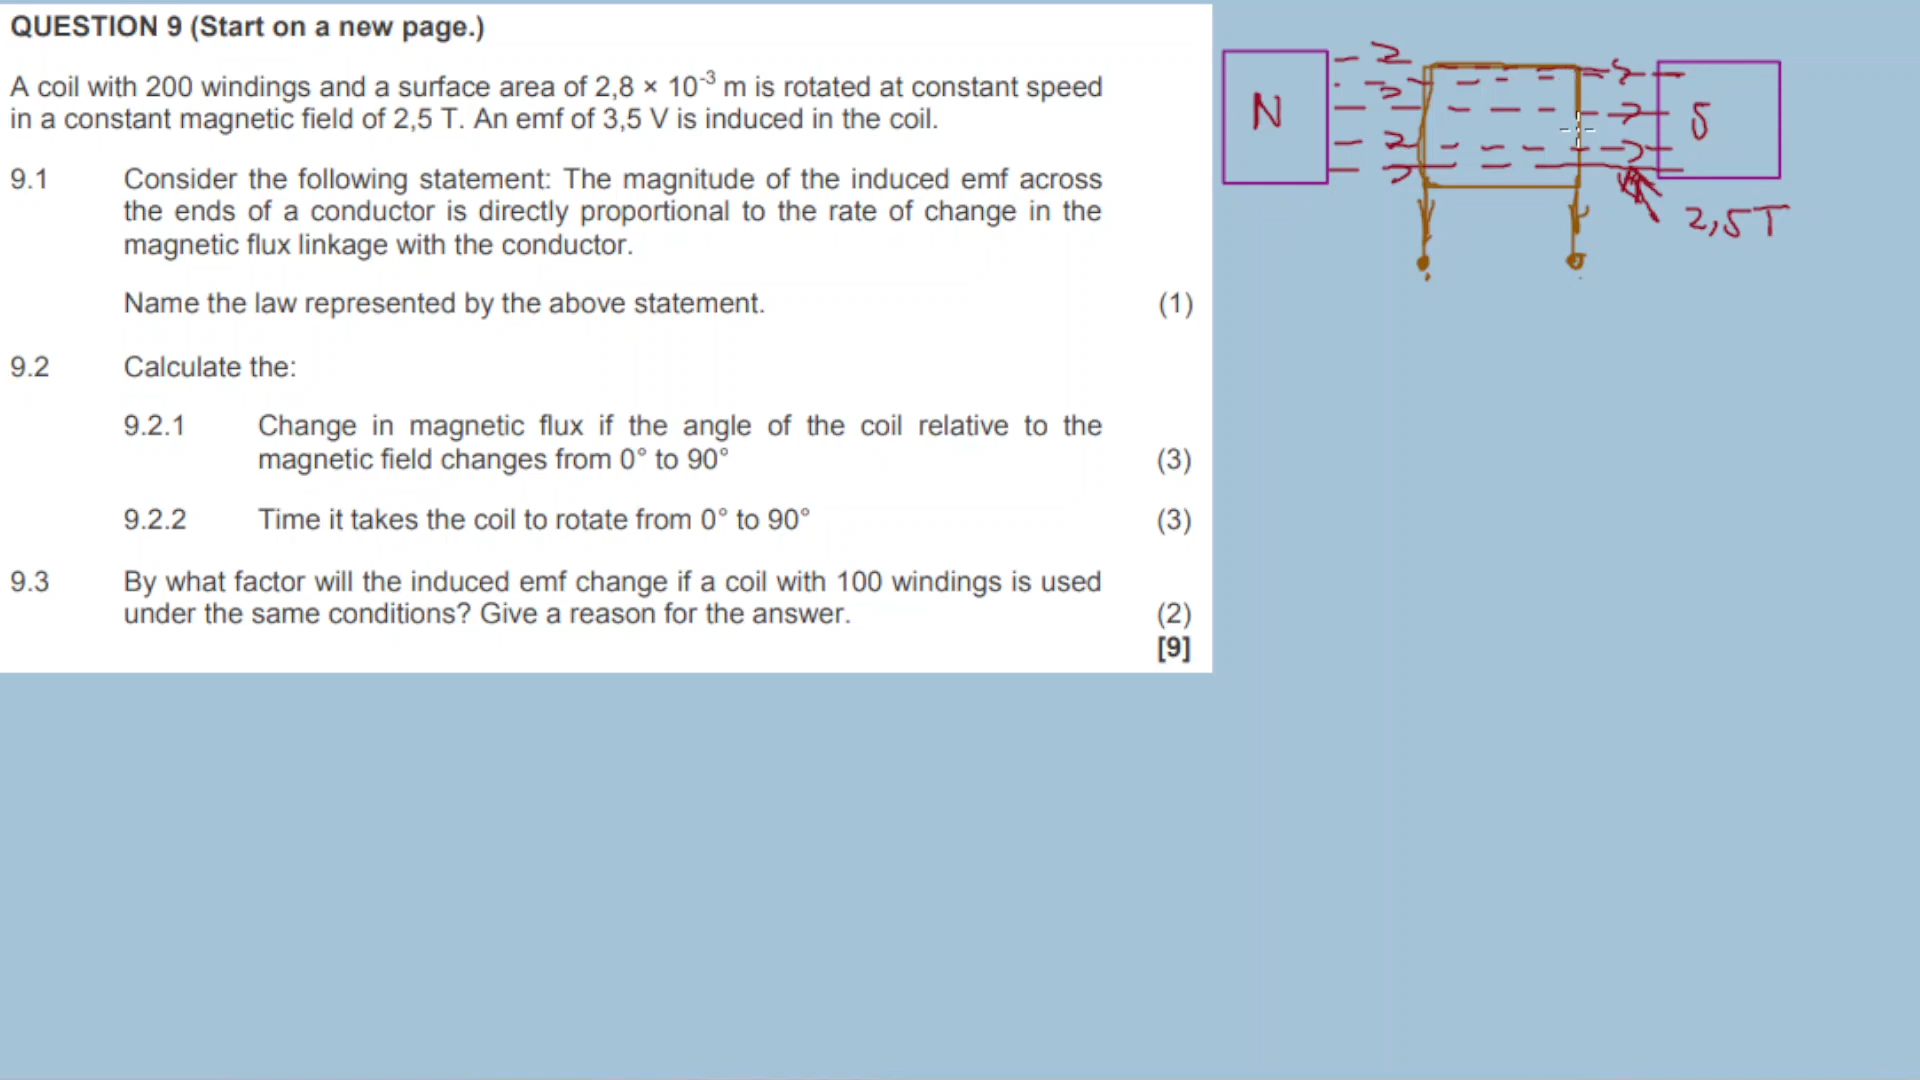 QUESTION 9 (Start on a new page.)
A coil with 200 windings and a surface area of 2,8 × 10⁻³ m is rotated at constant speed
in a constant magnetic field of 2,5 T. An emf of 3,5 V is induced in the coil.
9.1 Consider the following statement: The magnitude of the induced emf across
the ends of a conductor is directly proportional to the rate of change in the
magnetic flux linkage with the conductor.
Name the law represented by the above statement. (1)
9.2 Calculate the:
9.2.1 Change in magnetic flux if the angle of the coil relative to the
magnetic field changes from 0° to 90° (3)
9.2.2 Time it takes the coil to rotate from 0° to 90° (3)
9.3 By what factor will the induced emf change if a coil with 100 windings is used
under the same conditions? Give a reason for the answer. (2)
[9]
N
S
2,5T